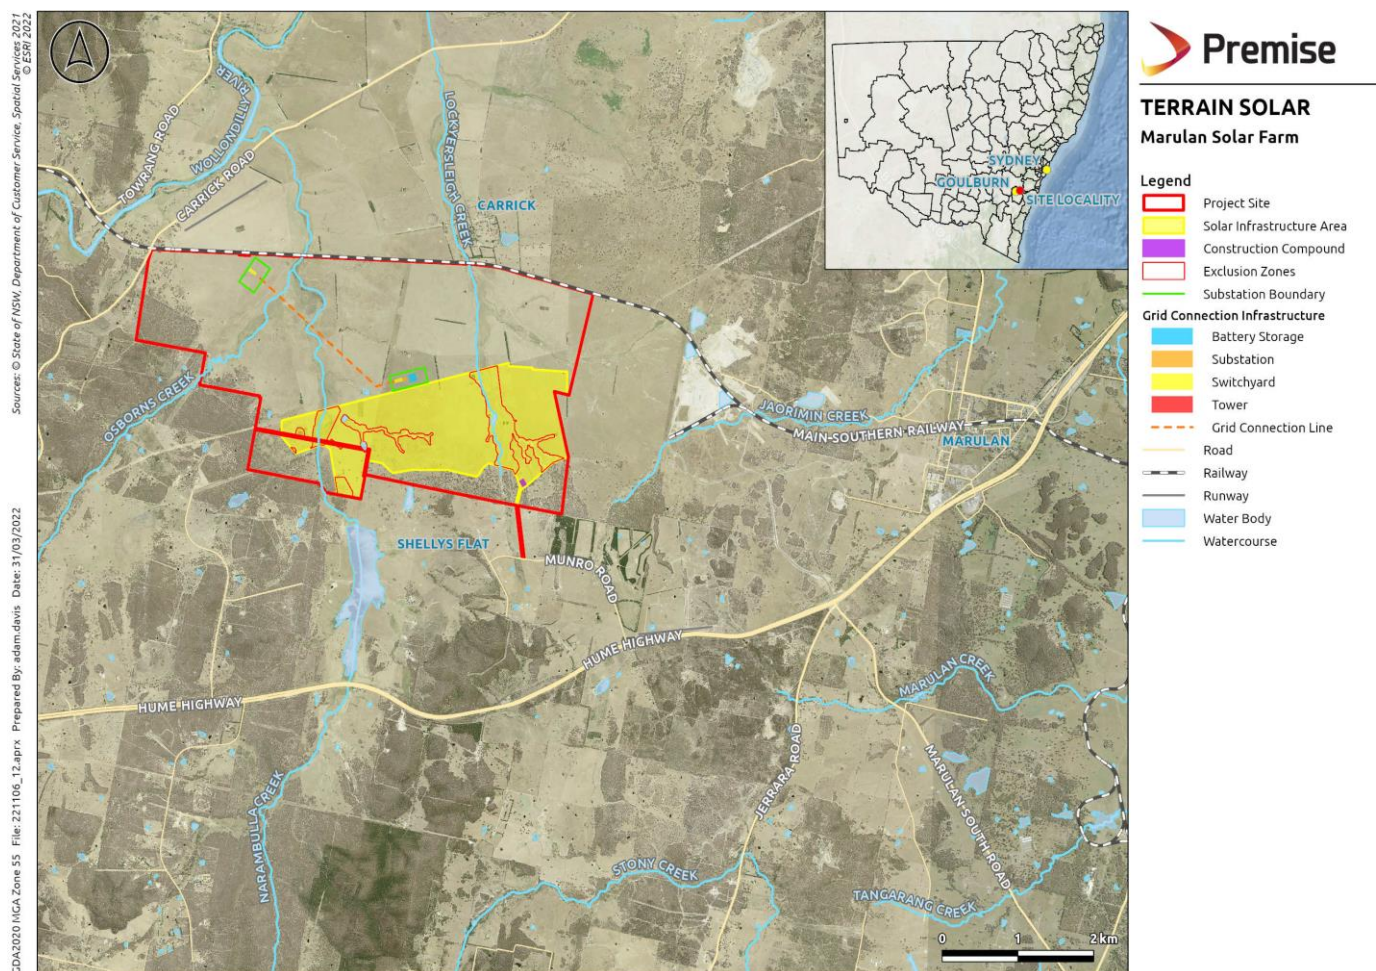 Sources: © State of NSW, Department of Customer Service, Spatial Services 2021
© ESRI 2022
GDA2020 MGA Zone 55 File: 221106_12.aprx Prepared By: adam.davis Date: 31/03/2022
TOWRANG ROAD
WOLLONDILLY RIVER
CARRICK ROAD
LOCKYERSLEIGH CREEK
CARRICK
OSBORNS CREEK
SHELLYS FLAT
MUNRO ROAD
JAORIMIN CREEK
MAIN SOUTHERN RAILWAY
MARULAN
HUME HIGHWAY
HUME HIGHWAY
NARAMBULLA CREEK
MARULAN CREEK
JERRARA ROAD
MARULAN SOUTH ROAD
STONY CREEK
TANGARANG CREEK
0 1 2 km
SYDNEY
GOULBURN
SITE LOCALITY
Premise
TERRAIN SOLAR
Marulan Solar Farm
Legend
Project Site
Solar Infrastructure Area
Construction Compound
Exclusion Zones
Substation Boundary
Grid Connection Infrastructure
Battery Storage
Substation
Switchyard
Tower
Grid Connection Line
Road
Railway
Runway
Water Body
Watercourse